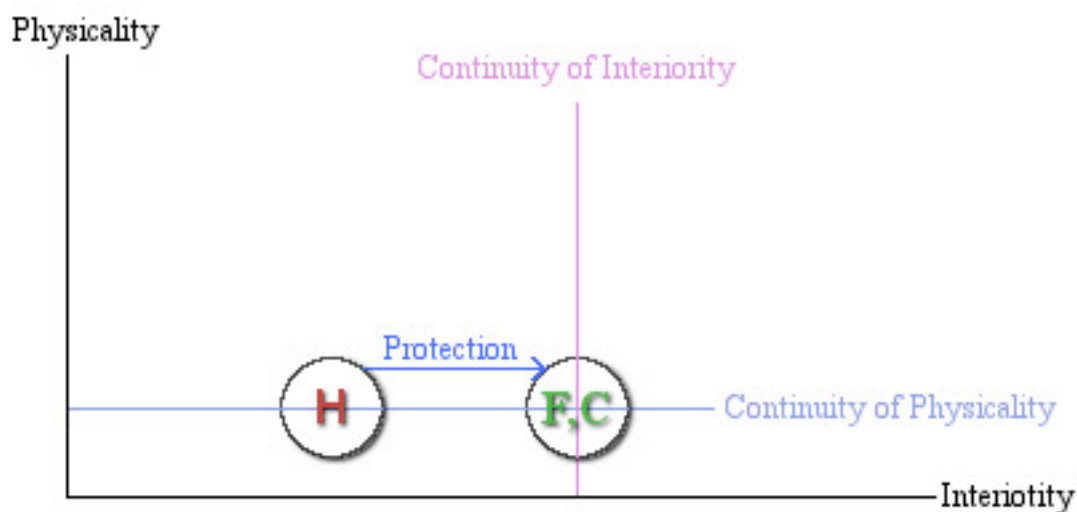 Physicality
Continuity of Interiority
Protection
H
F,C
Continuity of Physicality
Interiotity